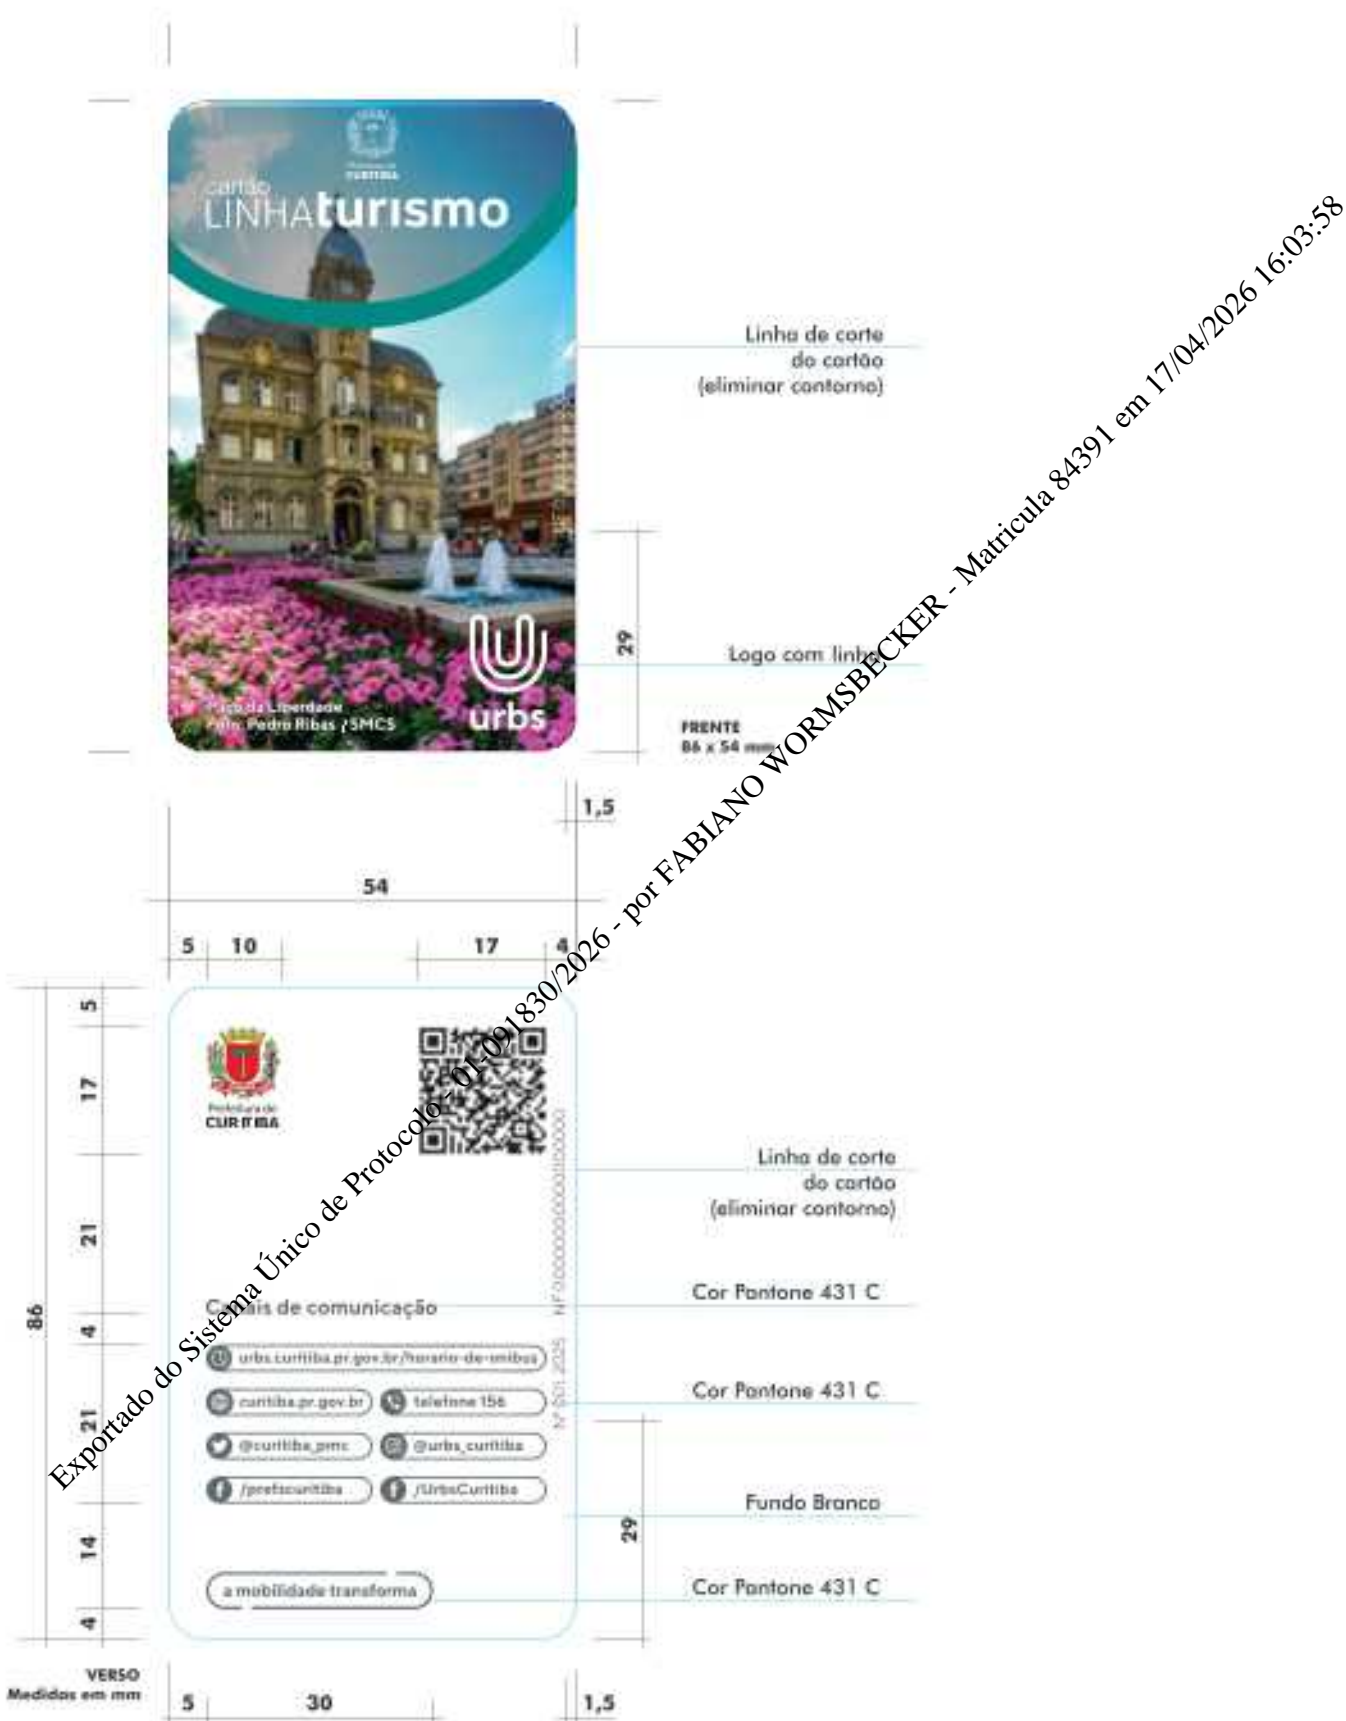 Prefeitura de
CURITIBA
cartão
LINHAturismo
Linha de corte
do cartão
(eliminar contorno)
29
Logo com linha
Paço da Liberdade
Foto: Pedro Ribas /SMCS
urbs
FRENTE
86 x 54 mm
1,5
54
5 10 17 4
5
17
21
4
21
14
4
86
Prefeitura de
CURITIBA
Linha de corte
do cartão
(eliminar contorno)
Canais de comunicação
Cor Pantone 431 C
urbs.curitiba.pr.gov.br/horario-de-onibus
curitiba.pr.gov.br telefone 156
Cor Pantone 431 C
@curitiba_pmc @urbs_curitiba
/prefscuritiba /UrbsCuritiba
Fundo Branco
29
a mobilidade transforma
Cor Pantone 431 C
VERSO
Medidas em mm
5 30 1,5
Exportado do Sistema Único de Protocolo - 01-091830/2026 - por FABIANO WORMSBECKER - Matricula 84391 em 17/04/2026 16:03:58